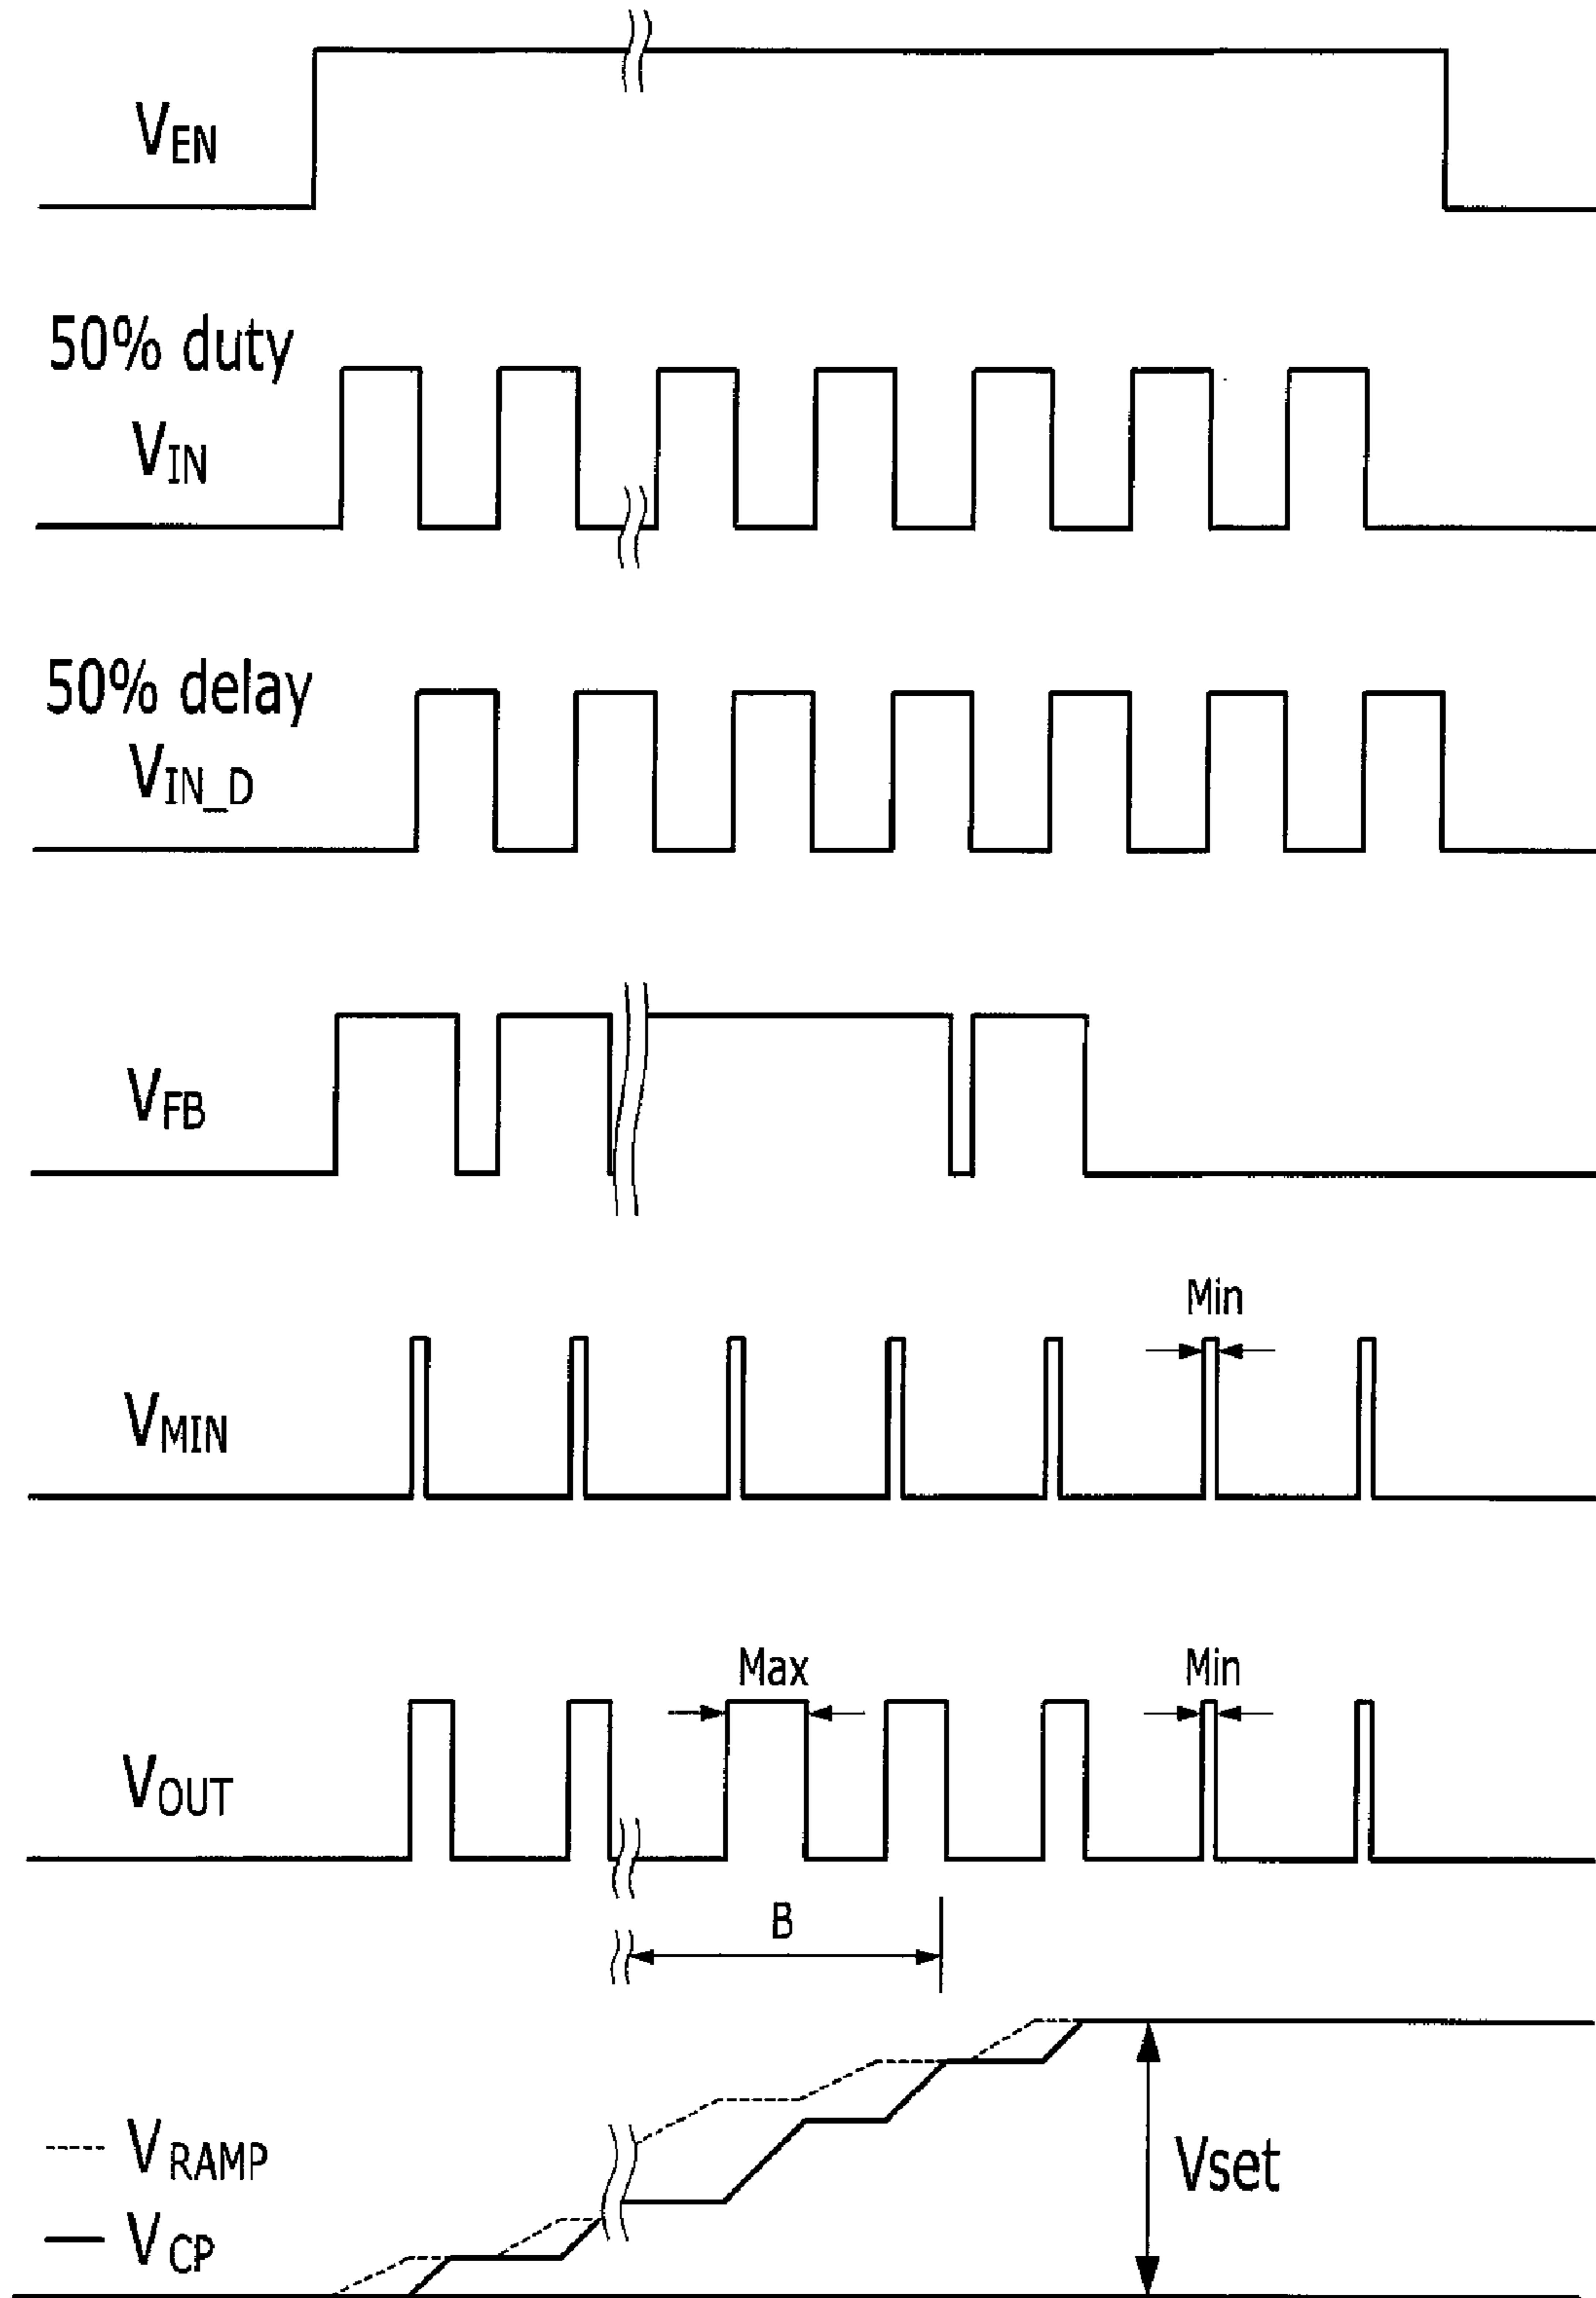 VEN
50% duty
VIN
50% delay
VIN_D
VFB
Min
VMIN
Max
Min
VOUT
B
VRAMP
Vset
VCP